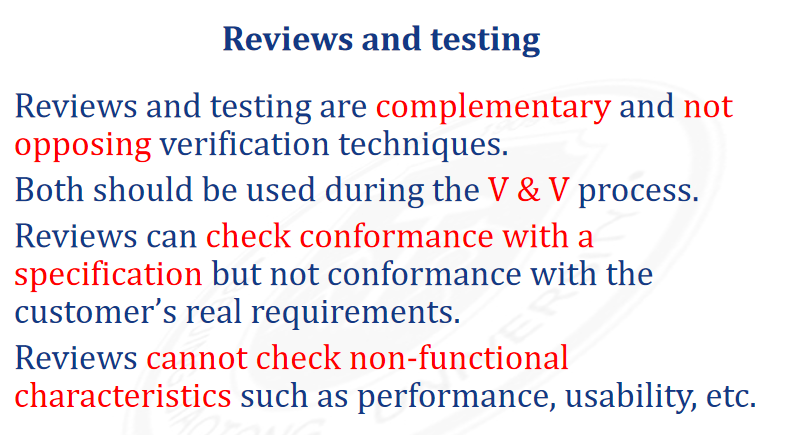 Reviews and testing
Reviews and testing are complementary and not
opposing verification techniques.
Both should be used during the V & V process.
Reviews can check conformance with a
specification but not conformance with the
customer’s real requirements.
Reviews cannot check non-functional
characteristics such as performance, usability, etc.